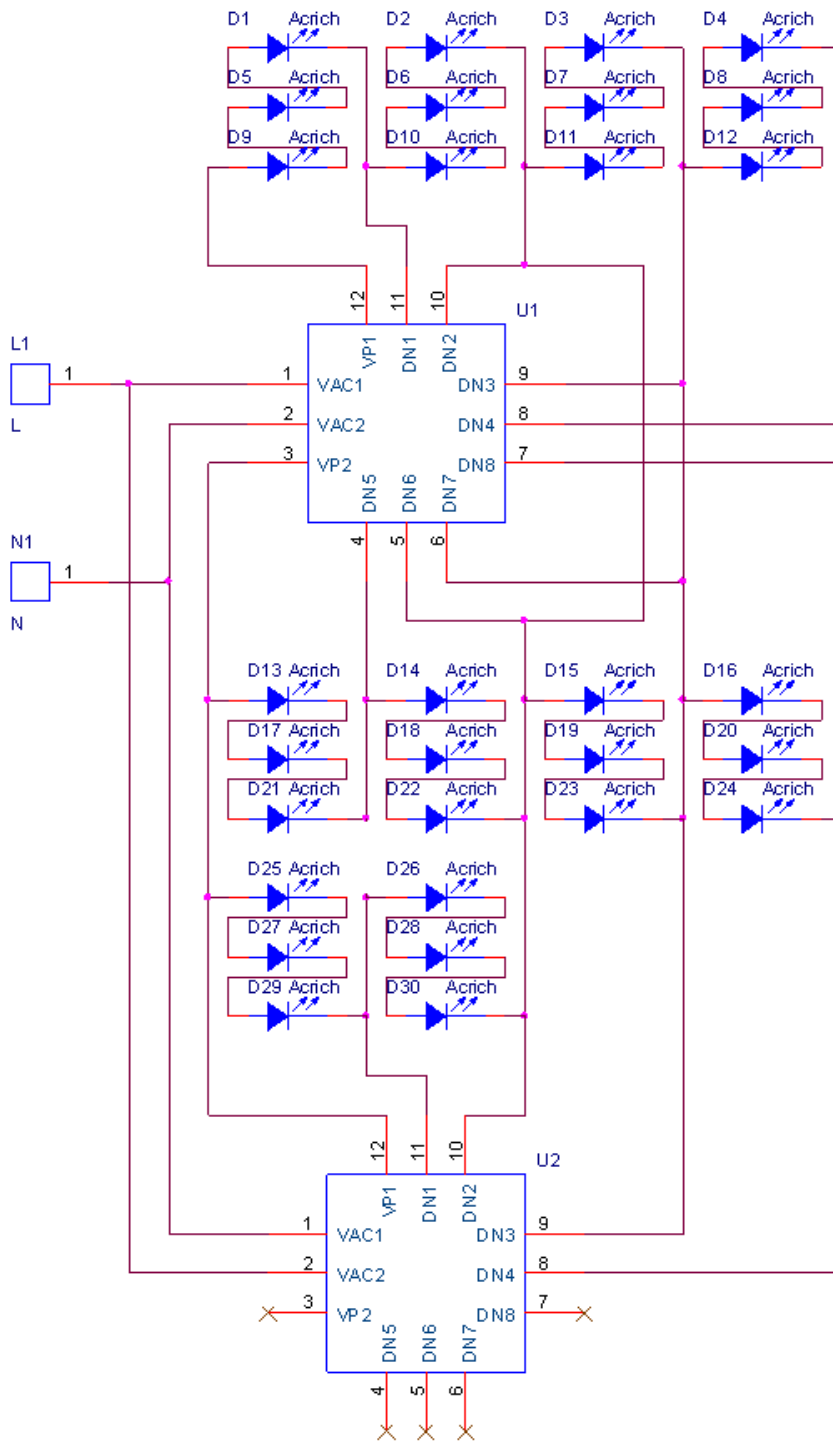 D1 Acrich D2 Acrich D3 Acrich D4 Acrich
D5 Acrich D6 Acrich D7 Acrich D8 Acrich
D9 Acrich D10 Acrich D11 Acrich D12 Acrich
12 11 10
U1
VP1 DN1 DN2
L1
1 1 VAC1 DN3 9
L 2 VAC2 DN4 8
3 VP2 DN8 7
DN5 DN6 DN7
4 5 6
N1
1
N
D13 Acrich D14 Acrich D15 Acrich D16 Acrich
D17 Acrich D18 Acrich D19 Acrich D20 Acrich
D21 Acrich D22 Acrich D23 Acrich D24 Acrich
D25 Acrich D26 Acrich
D27 Acrich D28 Acrich
D29 Acrich D30 Acrich
12 11 10
U2
VP1 DN1 DN2
1 VAC1 DN3 9
2 VAC2 DN4 8
3 VP2 DN8 7
DN5 DN6 DN7
4 5 6